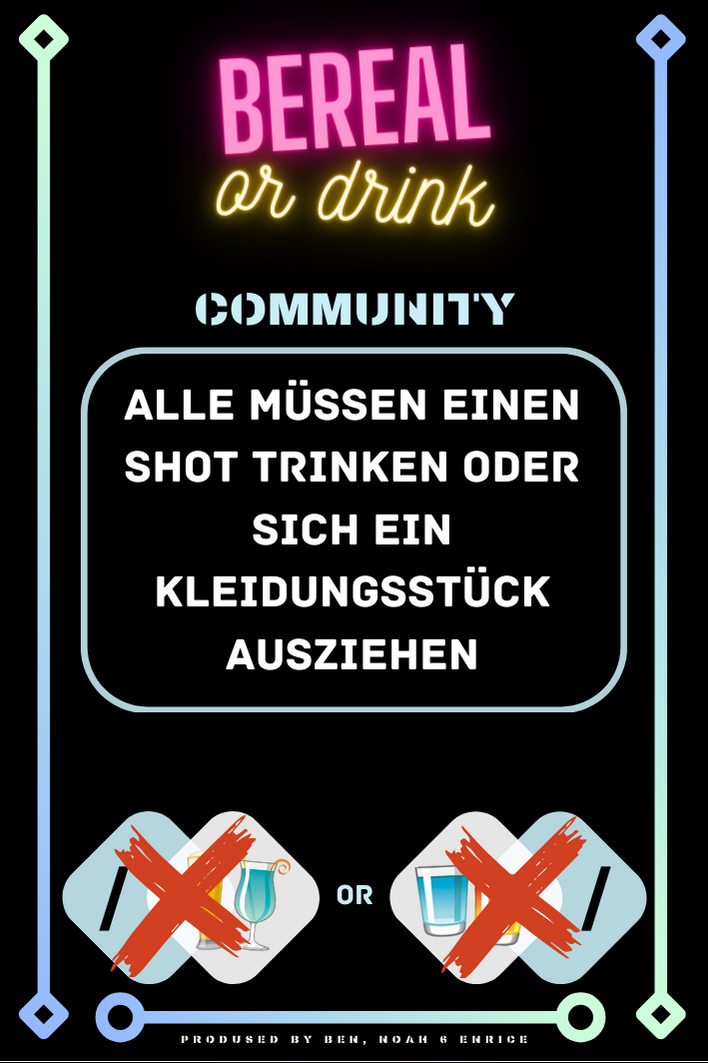 BEREAL
or drink
COMMUNITY
ALLE MÜSSEN EINEN
SHOT TRINKEN ODER
SICH EIN
KLEIDUNGSSTÜCK
AUSZIEHEN
/ OR /
PRODUSED BY BEN, NOAH & ENRICE